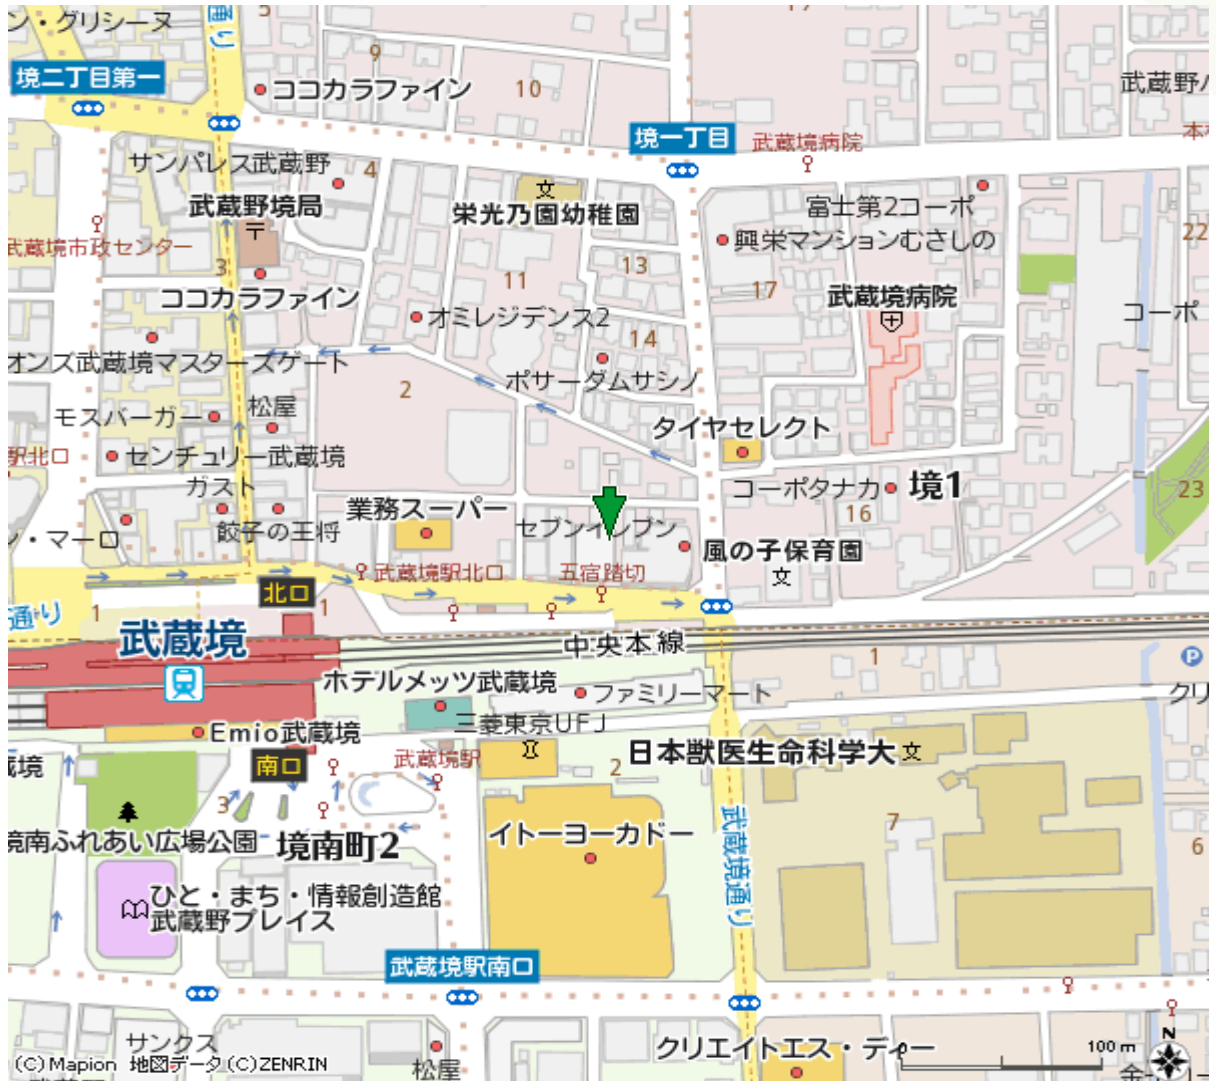 ン・グリシーヌ
通り
5
9
10
17
境二丁目第一
ココカラファイン
境一丁目
武蔵境病院
サンパレス武蔵野
4
武蔵野境局
栄光乃園幼稚園
富士第2コーポ
興栄マンションむさしの
22
武蔵境市政センター
3
11
13
17
ココカラファイン
武蔵境病院
コーポ
オミレジデンス2
14
オンズ武蔵境マスターズゲート
ポサーダムサシノ
2
モスバーガー
松屋
タイヤセレクト
駅北口
センチュリー武蔵境
ガスト
コーポタナカ
境1
23
業務スーパー
16
ン・マーロ
餃子の王将
セブンイレブン
風の子保育園
武蔵境駅北口
五宿踏切
北口
通り
1
1
武蔵境
中央本線
1
P
ホテルメッツ武蔵境
ファミリーマート
クリ
Emio武蔵境
三菱東京UFJ
武蔵境駅
日本獣医生命科学大
南口
2
3
7
境南ふれあい広場公園
境南町2
イトーヨーカドー
6
武蔵境通り
ひと・まち・情報創造館
武蔵野プレイス
武蔵境駅南口
サンクス
松屋
クリエイトエス・ディー
0
100m
N
(C)Mapion 地図データ(C)ZENRIN